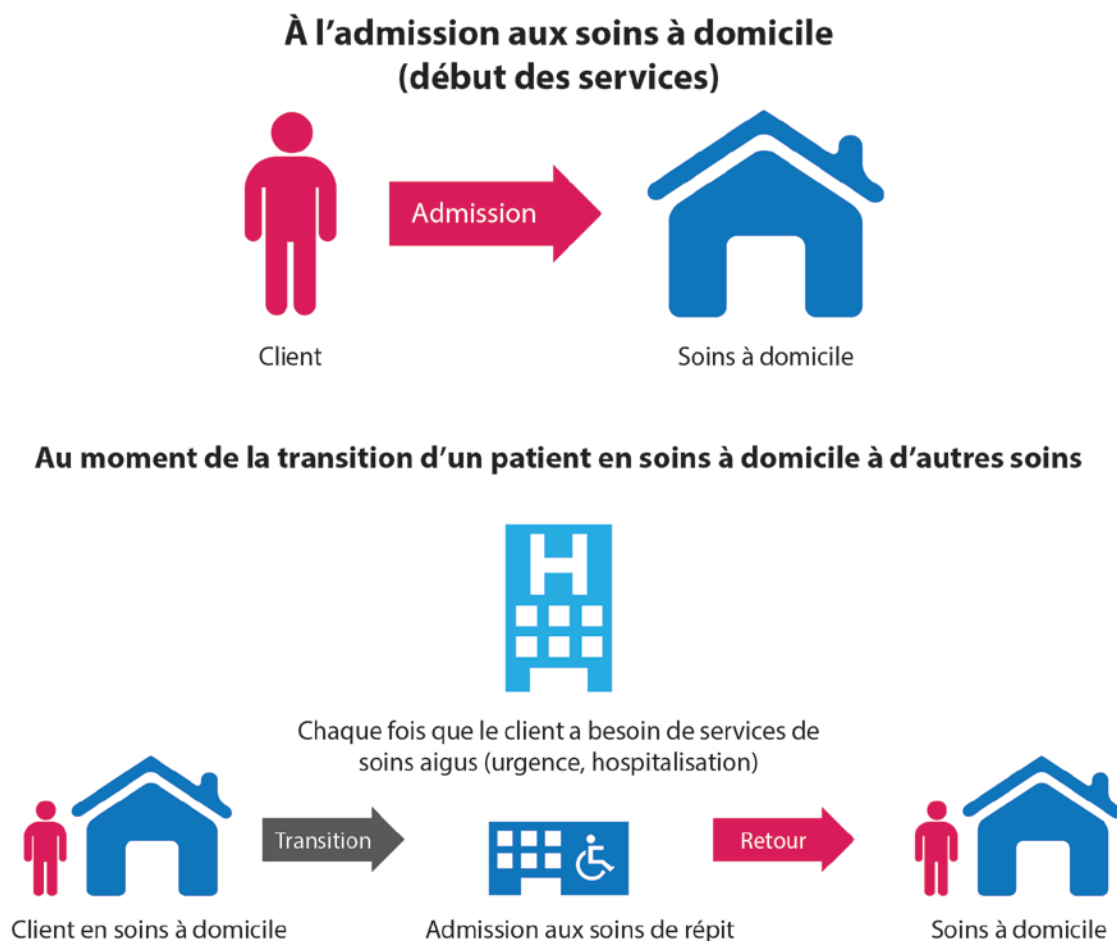 À l’admission aux soins à domicile
(début des services)
Admission
Client
Soins à domicile
Au moment de la transition d’un patient en soins à domicile à d’autres soins
H
Chaque fois que le client a besoin de services de
soins aigus (urgence, hospitalisation)
Transition
Retour
Client en soins à domicile
Admission aux soins de répit
Soins à domicile